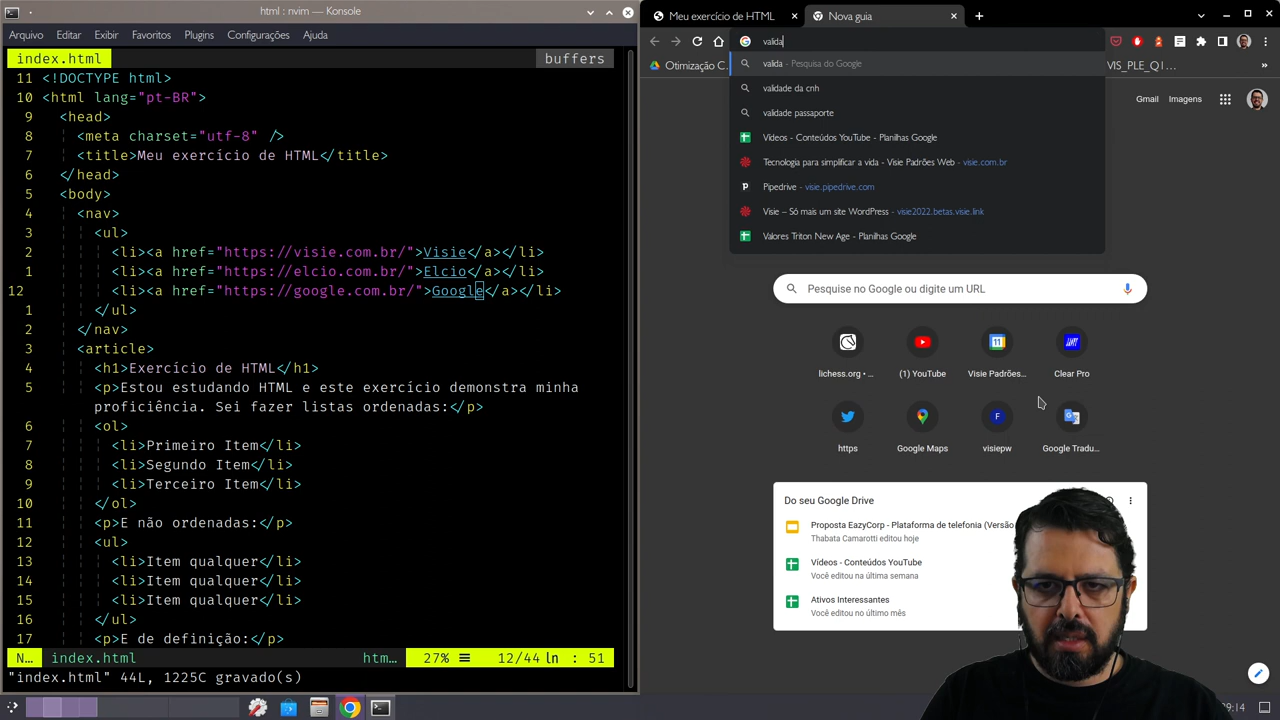 html : nvim — Konsole
Arquivo Editar Exibir Favoritos Plugins Configurações Ajuda
index.html buffers
11 <!DOCTYPE html>
10 <html lang="pt-BR">
9 <head>
8 <meta charset="utf-8" />
7 <title>Meu exercício de HTML</title>
6 </head>
5 <body>
4 <nav>
3 <ul>
2 <li><a href="https://visie.com.br/">Visie</a></li>
1 <li><a href="https://elcio.com.br/">Elcio</a></li>
12 <li><a href="https://google.com.br/">Google</a></li>
1 </ul>
2 </nav>
3 <article>
4 <h1>Exercício de HTML</h1>
5 <p>Estou estudando HTML e este exercício demonstra minha
proficiência. Sei fazer listas ordenadas:</p>
6 <ol>
7 <li>Primeiro Item</li>
8 <li>Segundo Item</li>
9 <li>Terceiro Item</li>
10 </ol>
11 <p>E não ordenadas:</p>
12 <ul>
13 <li>Item qualquer</li>
14 <li>Item qualquer</li>
15 <li>Item qualquer</li>
16 </ul>
17 <p>E de definição:</p>
N… index.html htm… 27% 12/44 ln : 51
"index.html" 44L, 1225C gravado(s)
Meu exercício de HTML Nova guia
valida
Otimização C… VIS_PLE_Q1… »
valida - Pesquisa do Google
validade da cnh
validade passaporte
Vídeos - Conteúdos YouTube - Planilhas Google
Tecnologia para simplificar a vida - Visie Padrões Web - visie.com.br
Pipedrive - visie.pipedrive.com
Visie – Só mais um site WordPress - visie2022.betas.visie.link
Valores Triton New Age - Planilhas Google
Gmail Imagens
Pesquise no Google ou digite um URL
lichess.org • … (1) YouTube Visie Padrões… Clear Pro
https Google Maps visiepw Google Tradu…
Do seu Google Drive
Proposta EazyCorp - Plataforma de telefonia (Versão
Thabata Camarotti editou hoje
Vídeos - Conteúdos YouTube
Você editou na última semana
Ativos Interessantes
Você editou no último mês
9:14